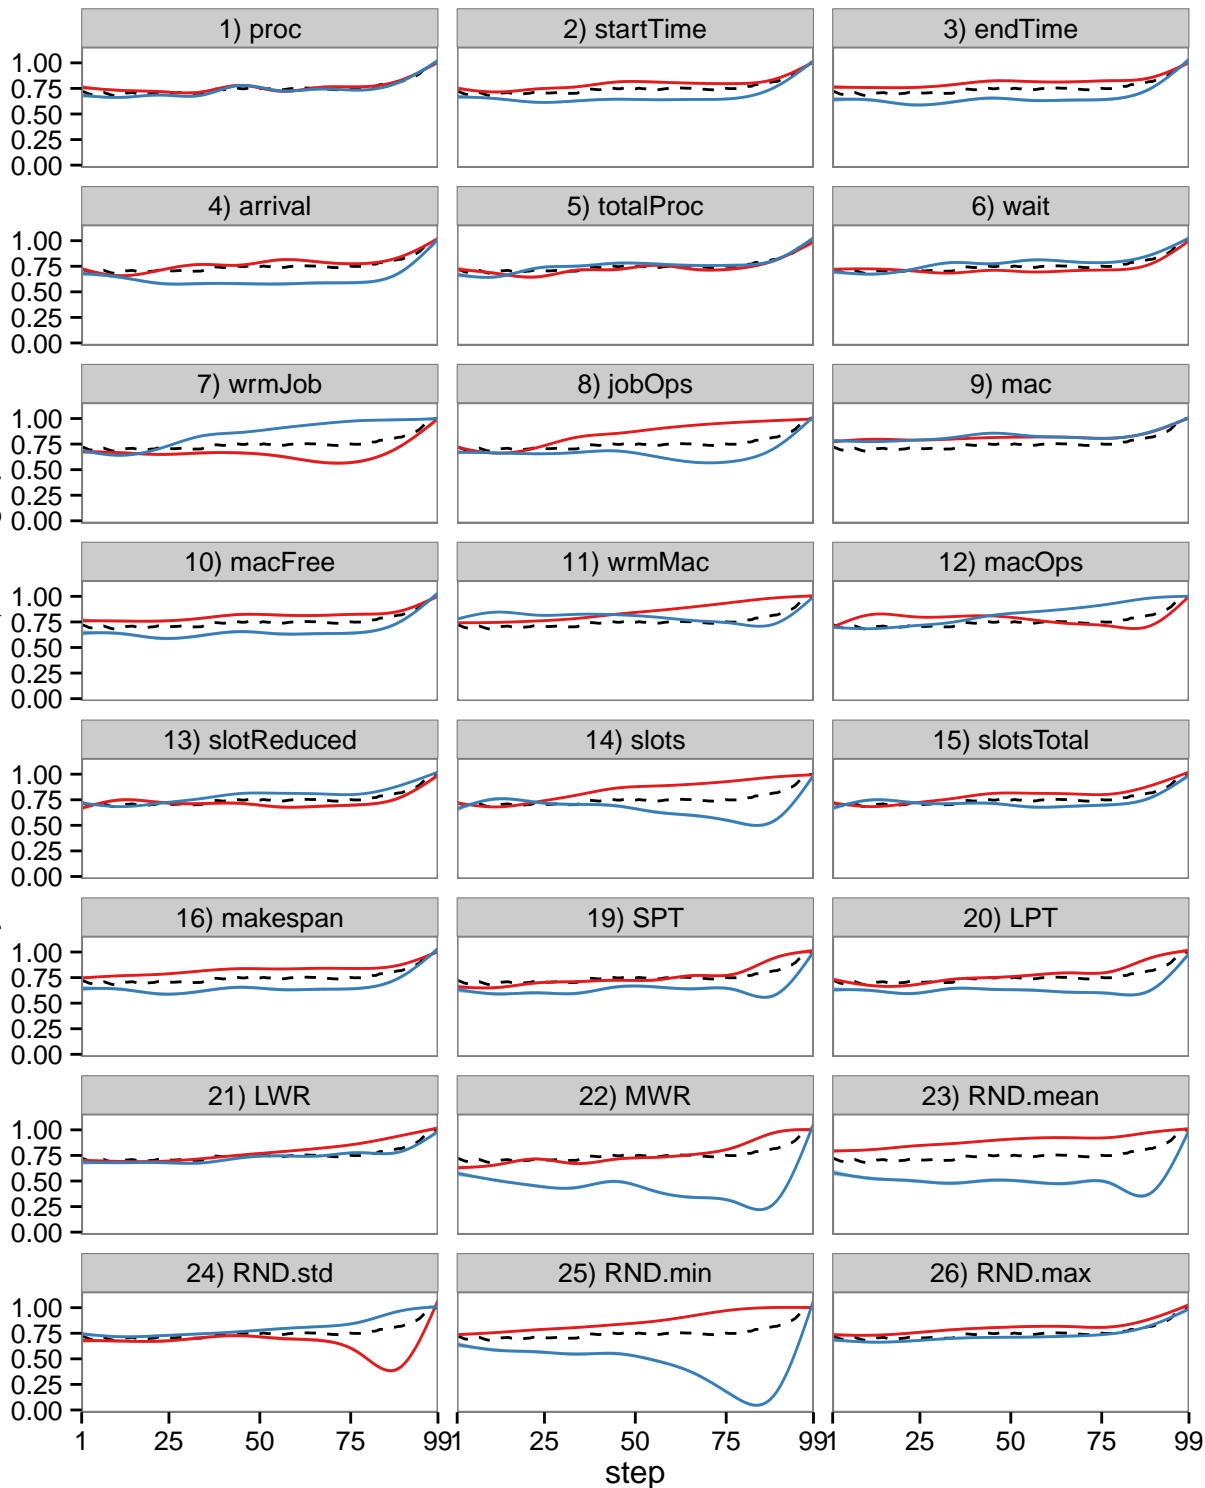 1) proc
2) startTime
3) endTime
1.00
0.75
0.50
0.25
0.00
4) arrival
5) totalProc
6) wait
1.00
0.75
0.50
0.25
0.00
7) wrmJob
8) jobOps
9) mac
1.00
0.75
0.50
0.25
0.00
10) macFree
11) wrmMac
12) macOps
1.00
0.75
0.50
0.25
0.00
13) slotReduced
14) slots
15) slotsTotal
1.00
0.75
0.50
0.25
0.00
16) makespan
19) SPT
20) LPT
1.00
0.75
0.50
0.25
0.00
21) LWR
22) MWR
23) RND.mean
1.00
0.75
0.50
0.25
0.00
24) RND.std
25) RND.min
26) RND.max
1.00
0.75
0.50
0.25
0.00
1 25 50 75 991 25 50 75 991 25 50 75 99
step